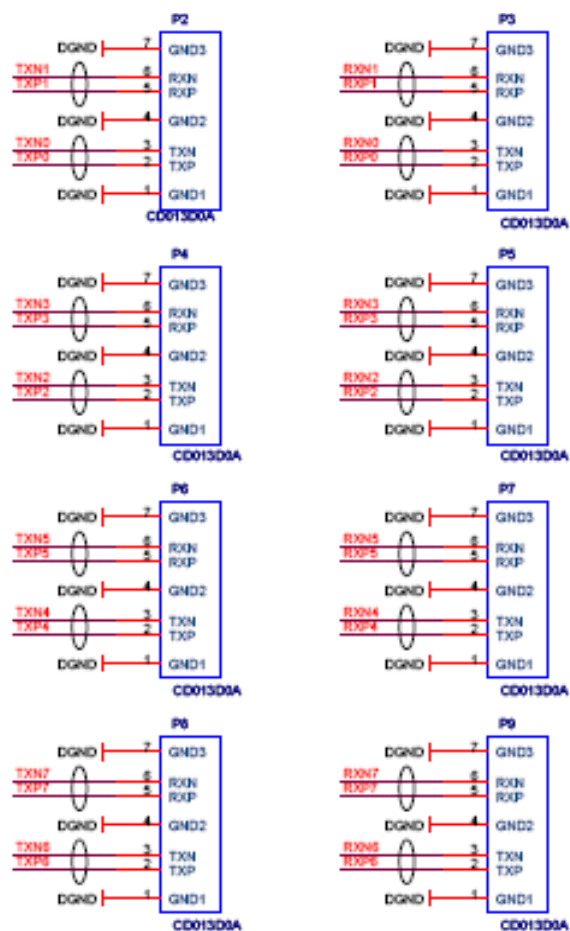 P2
DGND 7 GND3
TXN1 6 RXN
TXP1 5 RXP
DGND 4 GND2
TXN0 3 TXN
TXP0 2 TXP
DGND 1 GND1
CD013D0A
P3
DGND 7 GND3
RXN1 6 RXN
RXP1 5 RXP
DGND 4 GND2
RXN0 3 TXN
RXP0 2 TXP
DGND 1 GND1
CD013D0A
P4
DGND 7 GND3
TXN3 6 RXN
TXP3 5 RXP
DGND 4 GND2
TXN2 3 TXN
TXP2 2 TXP
DGND 1 GND1
CD013D0A
P5
DGND 7 GND3
RXN3 6 RXN
RXP3 5 RXP
DGND 4 GND2
RXN2 3 TXN
RXP2 2 TXP
DGND 1 GND1
CD013D0A
P6
DGND 7 GND3
TXN5 6 RXN
TXP5 5 RXP
DGND 4 GND2
TXN4 3 TXN
TXP4 2 TXP
DGND 1 GND1
CD013D0A
P7
DGND 7 GND3
RXN5 6 RXN
RXP5 5 RXP
DGND 4 GND2
RXN4 3 TXN
RXP4 2 TXP
DGND 1 GND1
CD013D0A
P8
DGND 7 GND3
TXN7 6 RXN
TXP7 5 RXP
DGND 4 GND2
TXN6 3 TXN
TXP6 2 TXP
DGND 1 GND1
CD013D0A
P9
DGND 7 GND3
RXN7 6 RXN
RXP7 5 RXP
DGND 4 GND2
RXN6 3 TXN
RXP6 2 TXP
DGND 1 GND1
CD013D0A